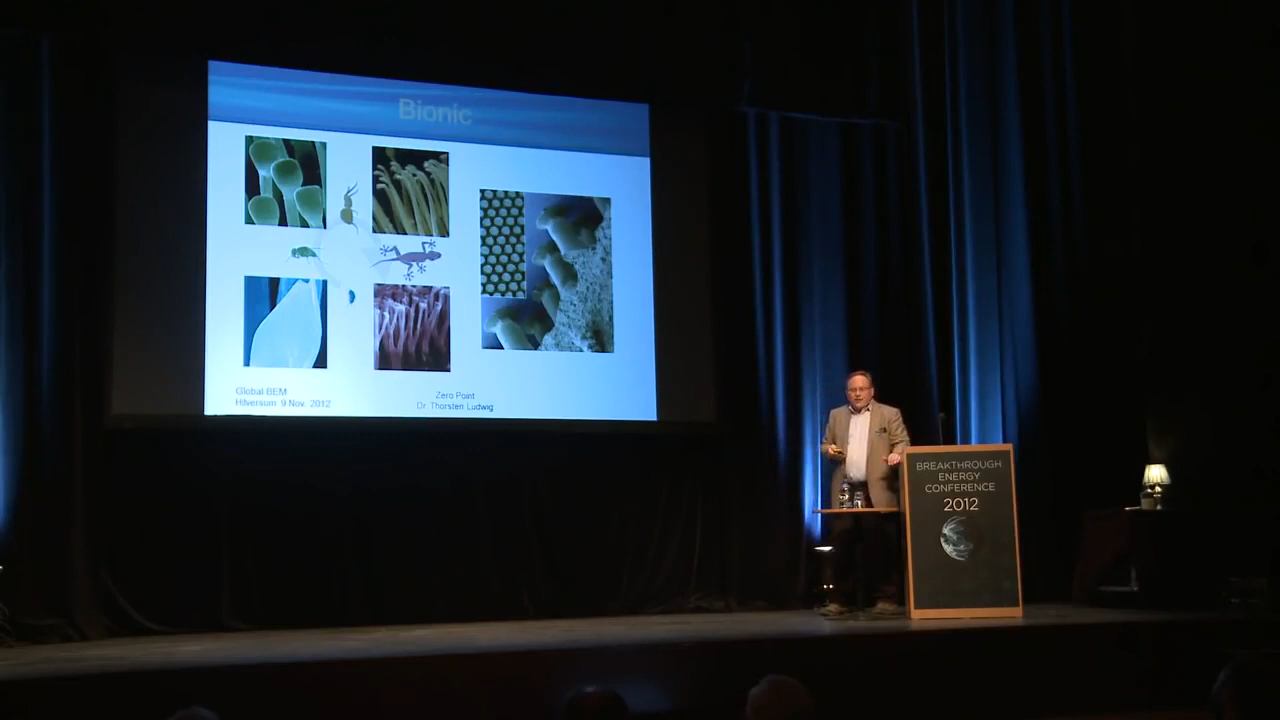 Bionic
Global BEM
Hilversum 9 Nov. 2012
Zero Point
Dr. Thorsten Ludwig
BREAKTHROUGH
ENERGY
CONFERENCE
2012